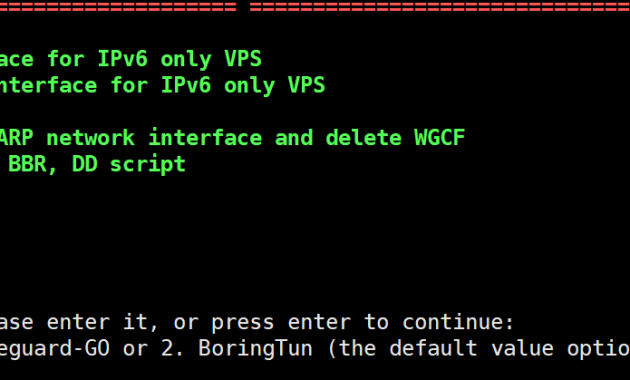 ace for IPv6 only VPS
nterface for IPv6 only VPS
ARP network interface and delete WGCF
BBR, DD script
ase enter it, or press enter to continue:
eguard-GO or 2. BoringTun (the default value optio